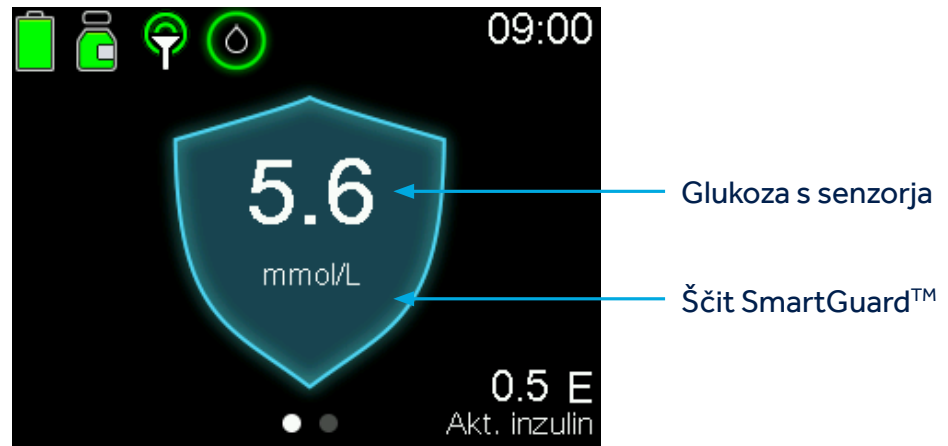 09:00
5.6
mmol/L
Glukoza s senzorja
Ščit SmartGuard™
0.5 E
Akt. inzulin